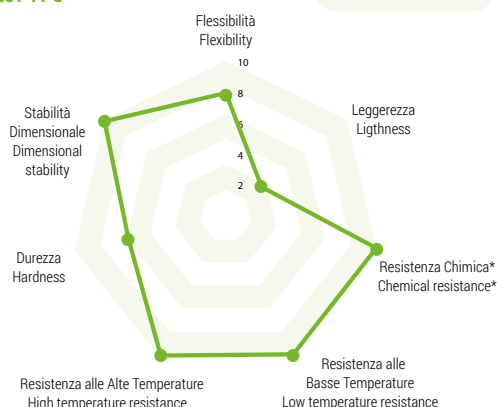 Flessibilità
Flexibility
10
8
6
4
2
Leggerezza
Ligthness
Stabilità
Dimensionale
Dimensional
stability
Durezza
Hardness
Resistenza Chimica*
Chemical resistance*
Resistenza alle
Basse Temperature
Low temperature resistance
Resistenza alle Alte Temperature
High temperature resistance